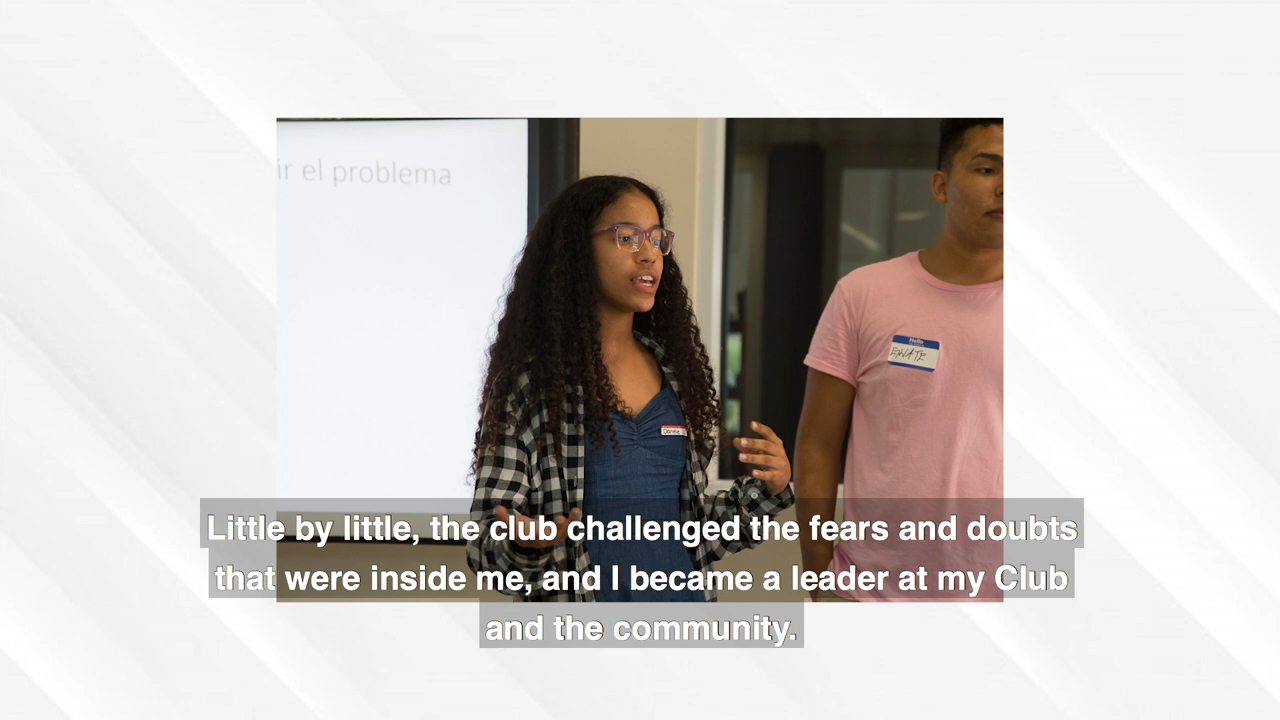 ir el problema
Hello
Little by little, the club challenged the fears and doubts
that were inside me, and I became a leader at my Club
and the community.